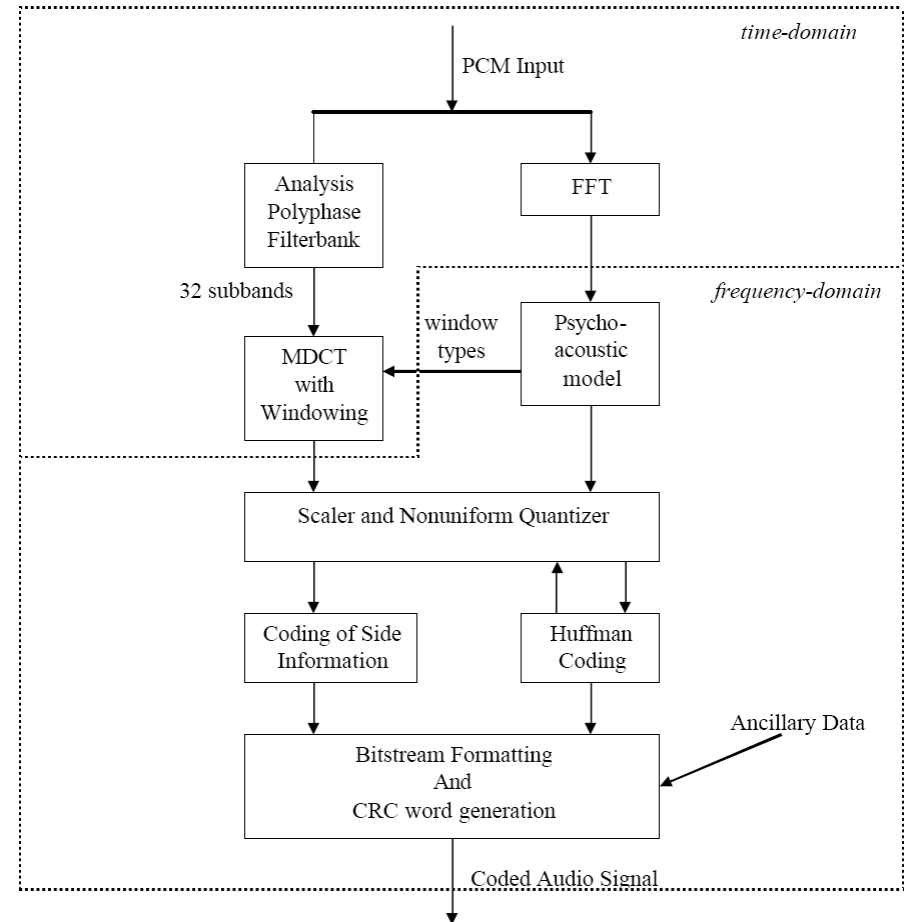 time-domain
PCM Input
Analysis
Polyphase
Filterbank
FFT
32 subbands
frequency-domain
window
types
Psycho-
acoustic
model
MDCT
with
Windowing
Scaler and Nonuniform Quantizer
Coding of Side
Information
Huffman
Coding
Ancillary Data
Bitstream Formatting
And
CRC word generation
Coded Audio Signal